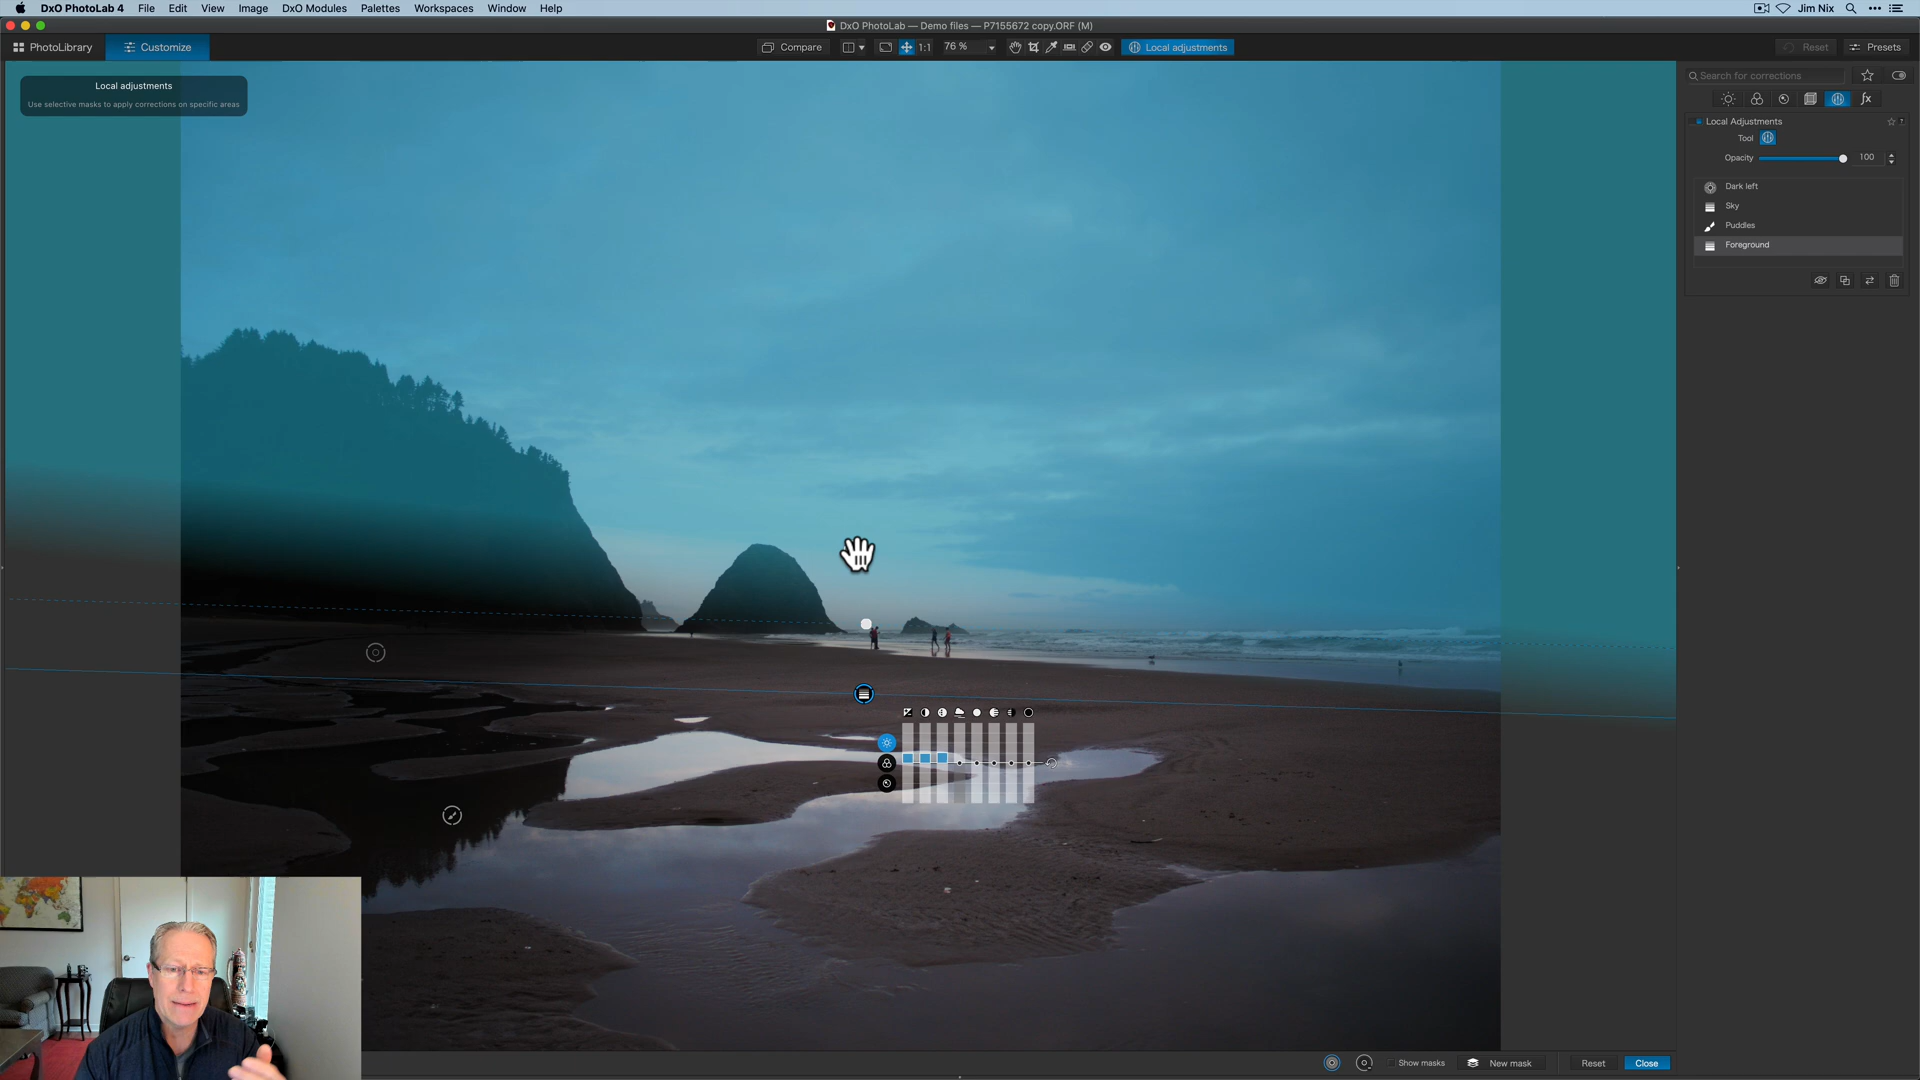 DxO PhotoLab 4 File Edit View Image DxO Modules Palettes Workspaces Window Help Jim Nix
DxO PhotoLab — Demo files — P7155672 copy.ORF (M)
PhotoLibrary Customize Compare 1:1 76 % Local adjustments Reset Presets
Local adjustments
Use selective masks to apply corrections on specific areas
Search for corrections
fx
Local Adjustments
Tool
Opacity 100
Dark left
Sky
Puddles
Foreground
Show masks New mask Reset Close